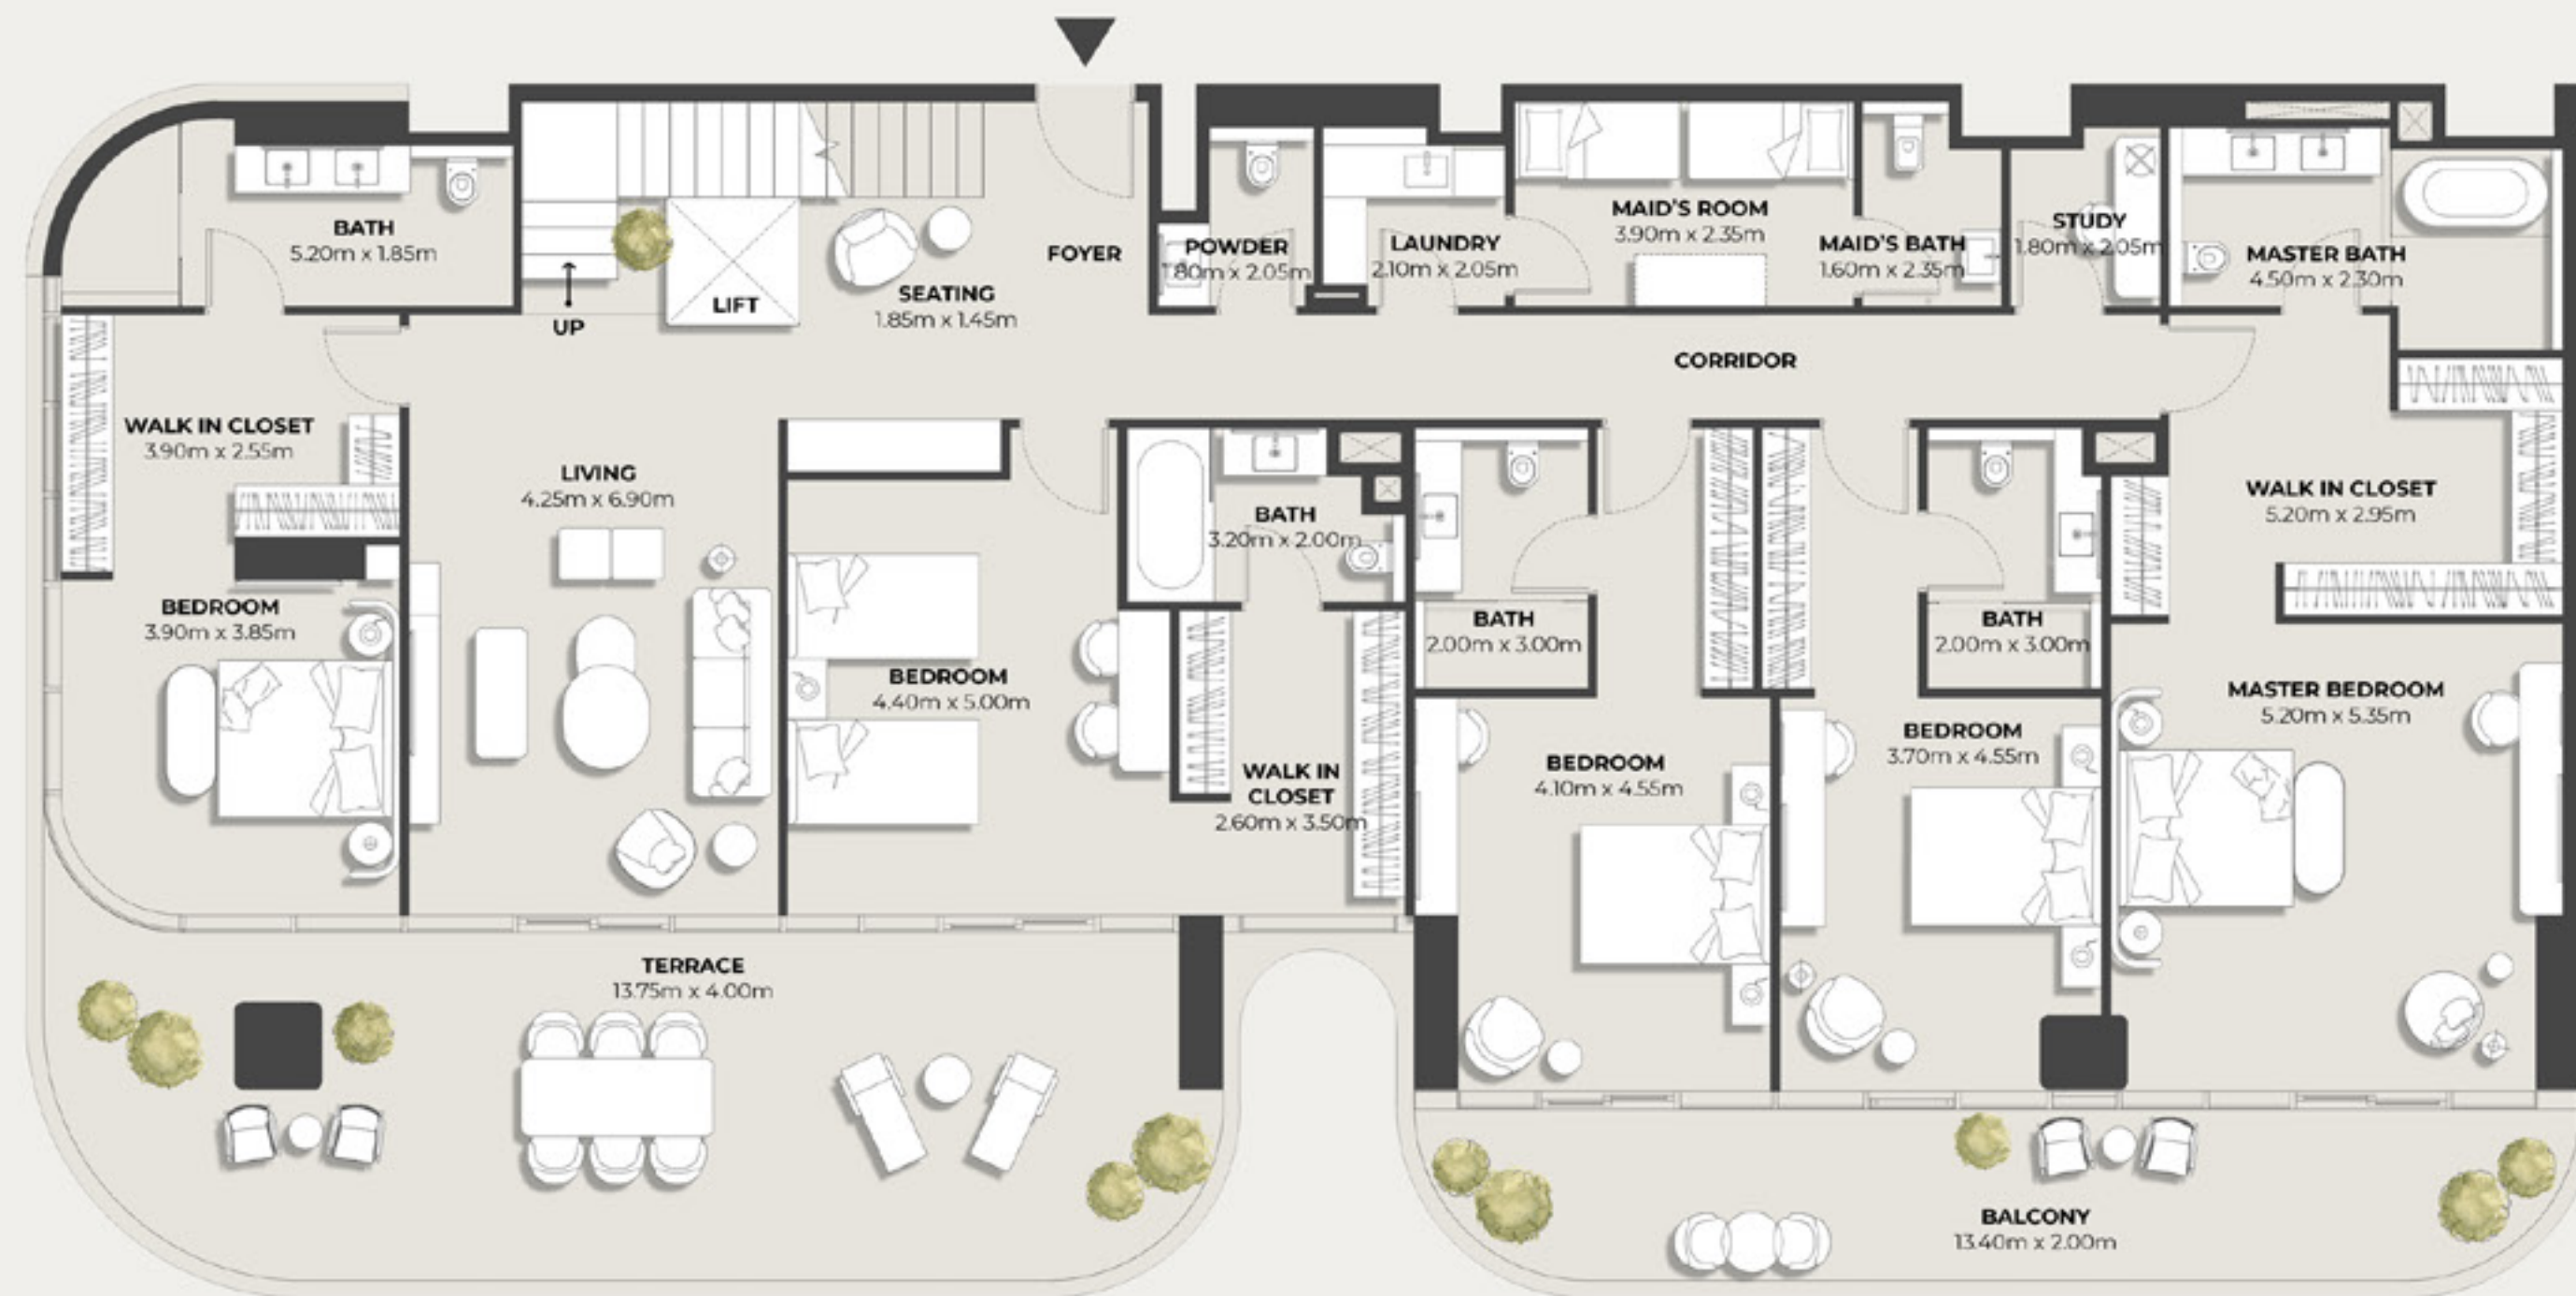 BATH
5.20m x 1.85m
UP
LIFT
SEATING
1.85m x 1.45m
FOYER
POWDER
1.80m x 2.05m
LAUNDRY
2.10m x 2.05m
MAID'S ROOM
3.90m x 2.35m
MAID'S BATH
1.60m x 2.35m
STUDY
1.80m x 2.05m
MASTER BATH
4.50m x 2.30m
CORRIDOR
WALK IN CLOSET
3.90m x 2.55m
LIVING
4.25m x 6.90m
BATH
3.20m x 2.00m
WALK IN CLOSET
5.20m x 2.95m
BEDROOM
3.90m x 3.85m
BEDROOM
4.40m x 5.00m
BATH
2.00m x 3.00m
BATH
2.00m x 3.00m
MASTER BEDROOM
5.20m x 5.35m
WALK IN
CLOSET
2.60m x 3.50m
BEDROOM
4.10m x 4.55m
BEDROOM
3.70m x 4.55m
TERRACE
13.75m x 4.00m
BALCONY
13.40m x 2.00m